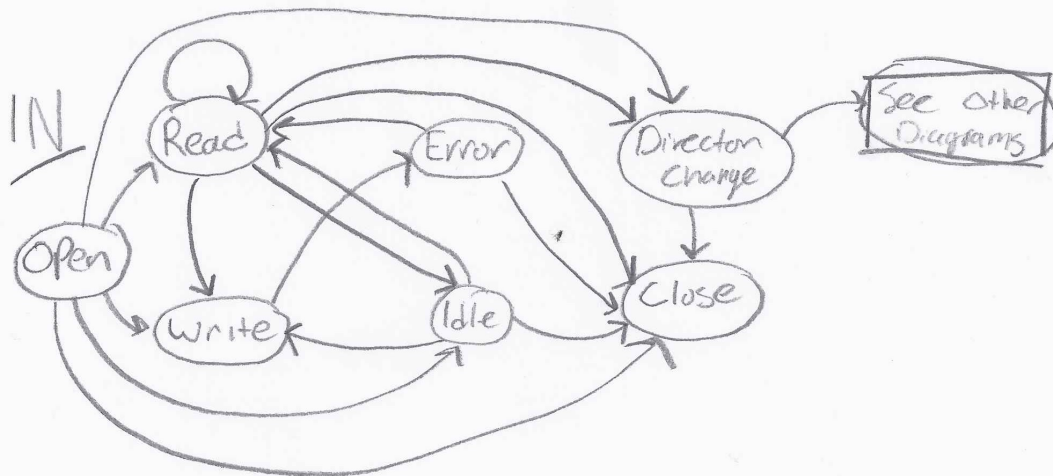 IN
Read
Error
Directon
Change
See Other
Diagrams
Open
Write
Idle
Close